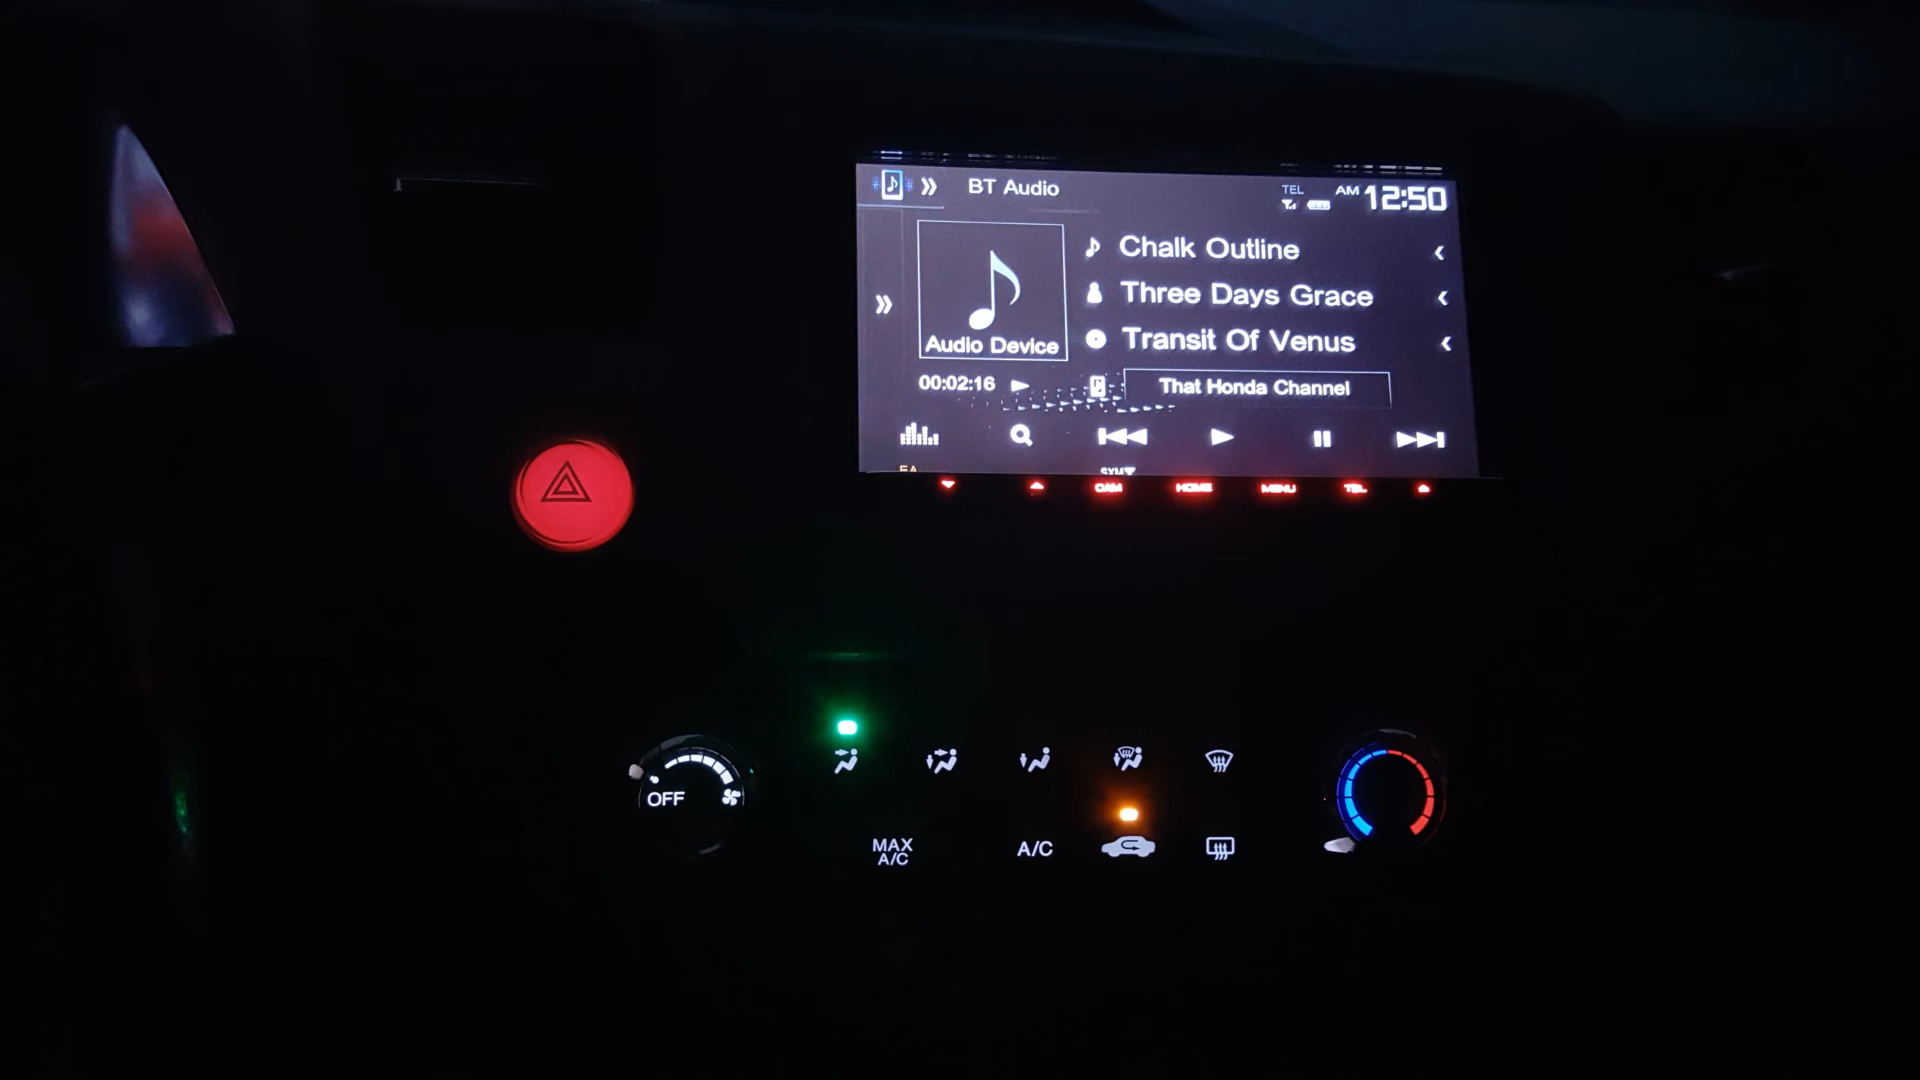 BT Audio
TEL
AM 12:50
Chalk Outline
Three Days Grace
Transit Of Venus
Audio Device
00:02:16
That Honda Channel
CAM
HOME
MENU
TEL
OFF
MAX
A/C
A/C